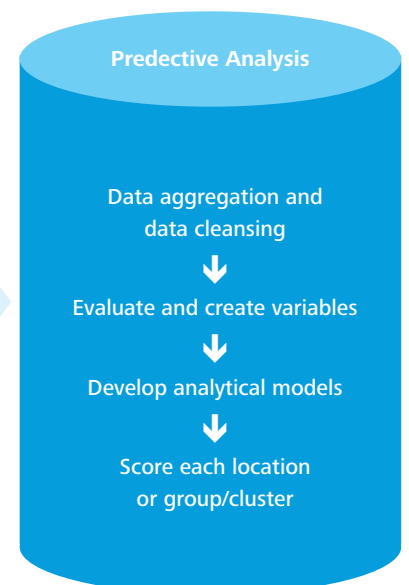 Predective Analysis
Data aggregation and
data cleansing
Evaluate and create variables
Develop analytical models
Score each location
or group/cluster